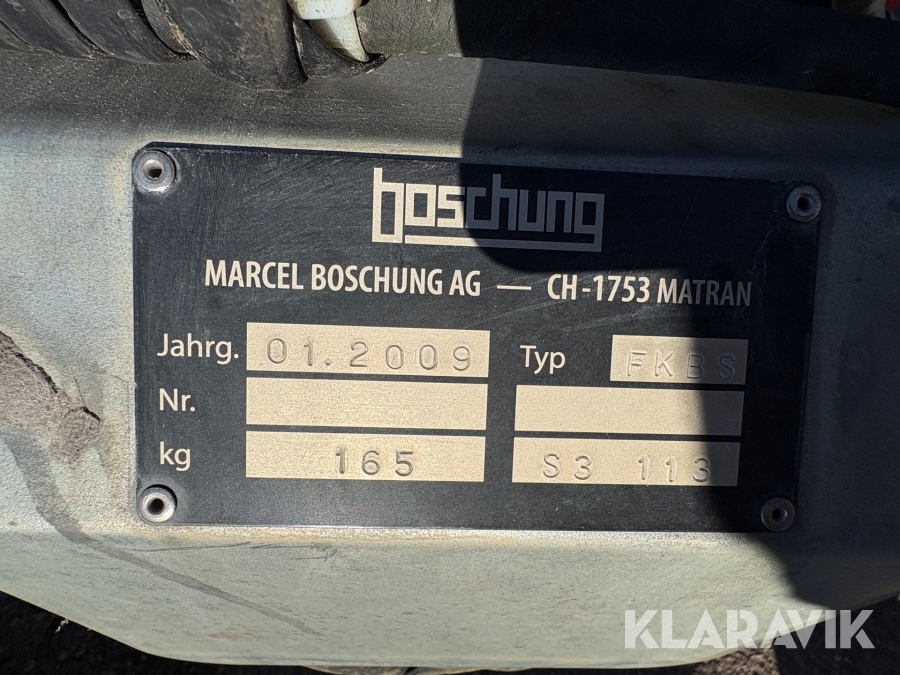 boschung
MARCEL BOSCHUNG AG — CH-1753 MATRAN
Jahrg. 01.2009 Typ FKBS
Nr.
kg 165 S3 113
KLARAVIK